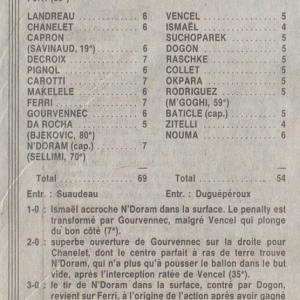 LANDREAU 6
CHANELET 6
CAPRON
(SAVINAUD, 19°) 6
DECROIX 7
PIGNOL 6
CAROTTI 7
MAKELELE 6
FERRI 7
GOURVENNEC 6
DA ROCHA 5
(BJEKOVIC, 80°)
N'DORAM (cap.) 7
(SELLIMI, 70°)
Total 69
Entr. : Suaudeau
VENCEL 5
ISMAËL 4
SUCHOPAREK 5
DOGON 5
RASCHKE 5
COLLET 5
OKPARA 5
RODRIGUEZ 5
(M'GOGHI, 59°)
BATICLE (cap.) 5
ZITELLI 4
NOUMA 6
Total 54
Entr. : Duguépéroux
1-0 : Ismaël accroche N'Doram dans la surface. Le penalty est
transformé par Gourvennec, malgré Vencel qui plonge
du bon côté (7°).
2-0 : superbe ouverture de Gourvennec sur la droite pour
Chanelet, dont le centre parfait à ras de terre trouve
N'Doram, qui n'a plus qu'à pousser le ballon dans le but
vide, après l'interception ratée de Vencel (35°).
3-0 : le tir de N'Doram dans la surface, contré par Dogon,
revient sur Ferri, à l'origine de l'action après avoir gagné